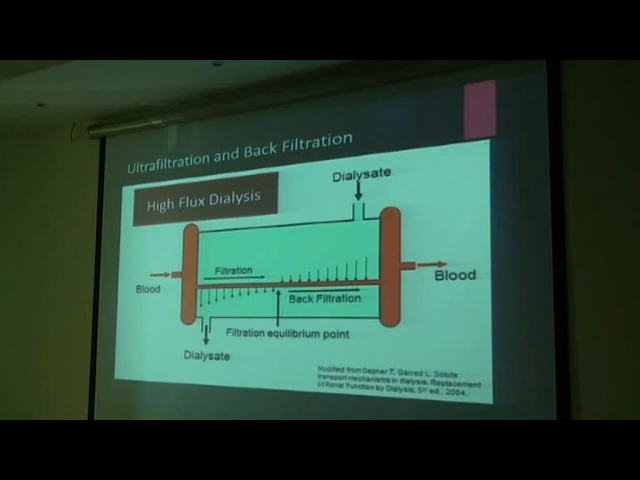 Ultrafiltration and Back Filtration
High Flux Dialysis
Dialysate
Filtration
Blood
Blood
Back Filtration
Filtration equilibrium point
Dialysate
Modified from Depner T, Garred L. Solute
transport mechanisms in dialysis, Replacement
of Renal Function by Dialysis, 5th ed., 2004.